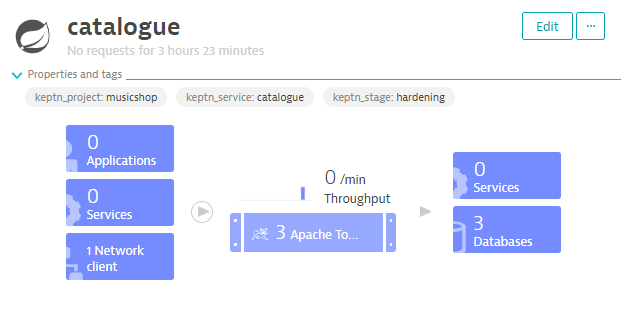 catalogue
No requests for 3 hours 23 minutes
Edit
...
Properties and tags
keptn_project: musicshop
keptn_service: catalogue
keptn_stage: hardening
0
Applications
0
Services
1 Network
client
0 /min
Throughput
3 Apache To...
0
Services
3
Databases